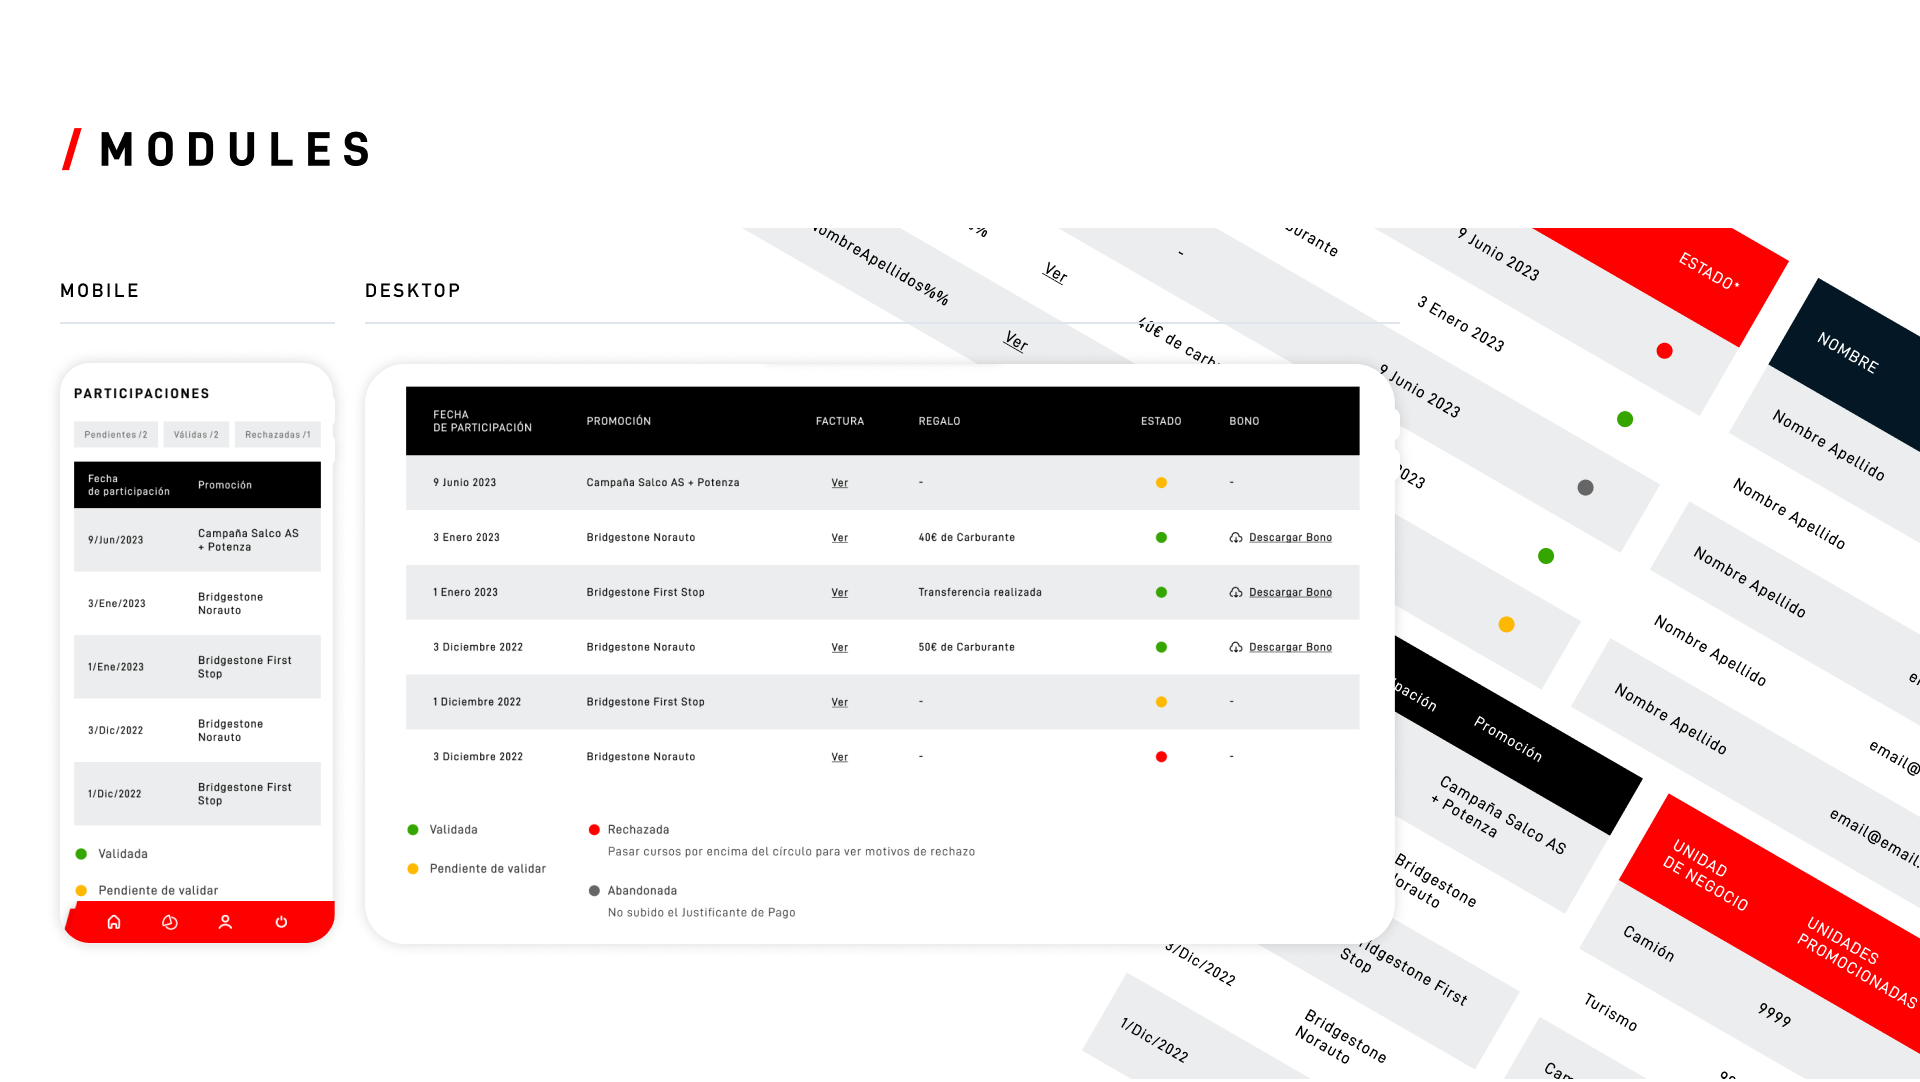 / MODULES
MOBILE
DESKTOP
PARTICIPACIONES
Pendientes /2
Válidas /2
Rechazadas /1
Fecha
de participación
Promoción
9/Jun/2023
Campaña Salco AS
+ Potenza
3/Ene/2023
Bridgestone
Norauto
1/Ene/2023
Bridgestone First
Stop
3/Dic/2022
Bridgestone
Norauto
1/Dic/2022
Bridgestone First
Stop
Validada
Pendiente de validar
FECHA
DE PARTICIPACIÓN
PROMOCIÓN
FACTURA
REGALO
ESTADO
BONO
9 Junio 2023 Campaña Salco AS + Potenza Ver - -
3 Enero 2023 Bridgestone Norauto Ver 40€ de Carburante Descargar Bono
1 Enero 2023 Bridgestone First Stop Ver Transferencia realizada Descargar Bono
3 Diciembre 2022 Bridgestone Norauto Ver 50€ de Carburante Descargar Bono
1 Diciembre 2022 Bridgestone First Stop Ver - -
3 Diciembre 2022 Bridgestone Norauto Ver - -
Validada
Pendiente de validar
Rechazada
Pasar cursos por encima del círculo para ver motivos de rechazo
Abandonada
No subido el Justificante de Pago
NombreApellidos%%
Ver
Ver
-
40€ de
9 Junio 2023
3 Enero 2023
9 Junio 2023
ESTADO*
NOMBRE
Nombre Apellido
Nombre Apellido
Nombre Apellido
Nombre Apellido
Nombre Apellido
email@
email@email.
Promoción
Campaña Salco AS
+ Potenza
Bridgestone
Norauto
Bridgestone First
Stop
3/Dic/2022
Bridgestone
Norauto
1/Dic/2022
UNIDAD
DE NEGOCIO
UNIDADES
PROMOCIONADAS
Camión
9999
Turismo